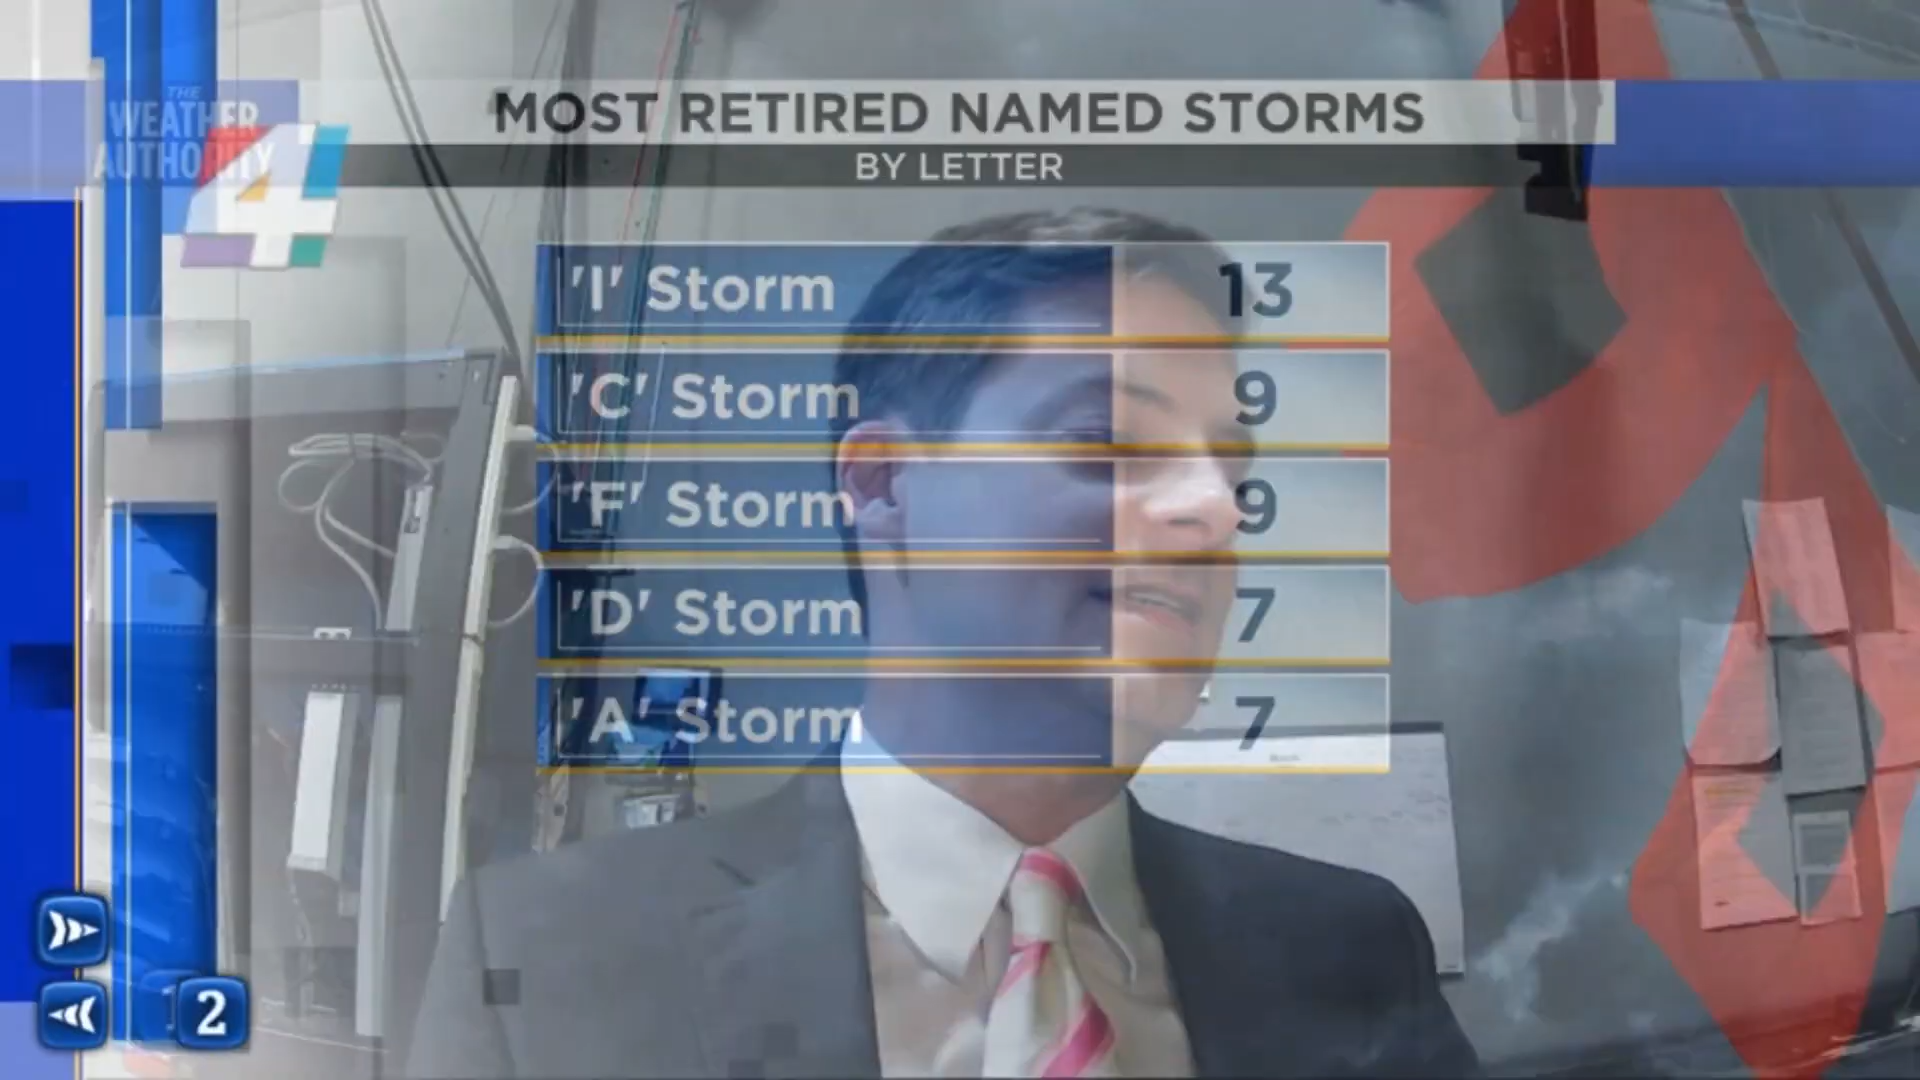 MOST RETIRED NAMED STORMS
THE
WEATHER
AUTHORITY
4
BY LETTER
'I' Storm 13
'C' Storm 9
'F' Storm 9
'D' Storm 7
'A' Storm 7
2